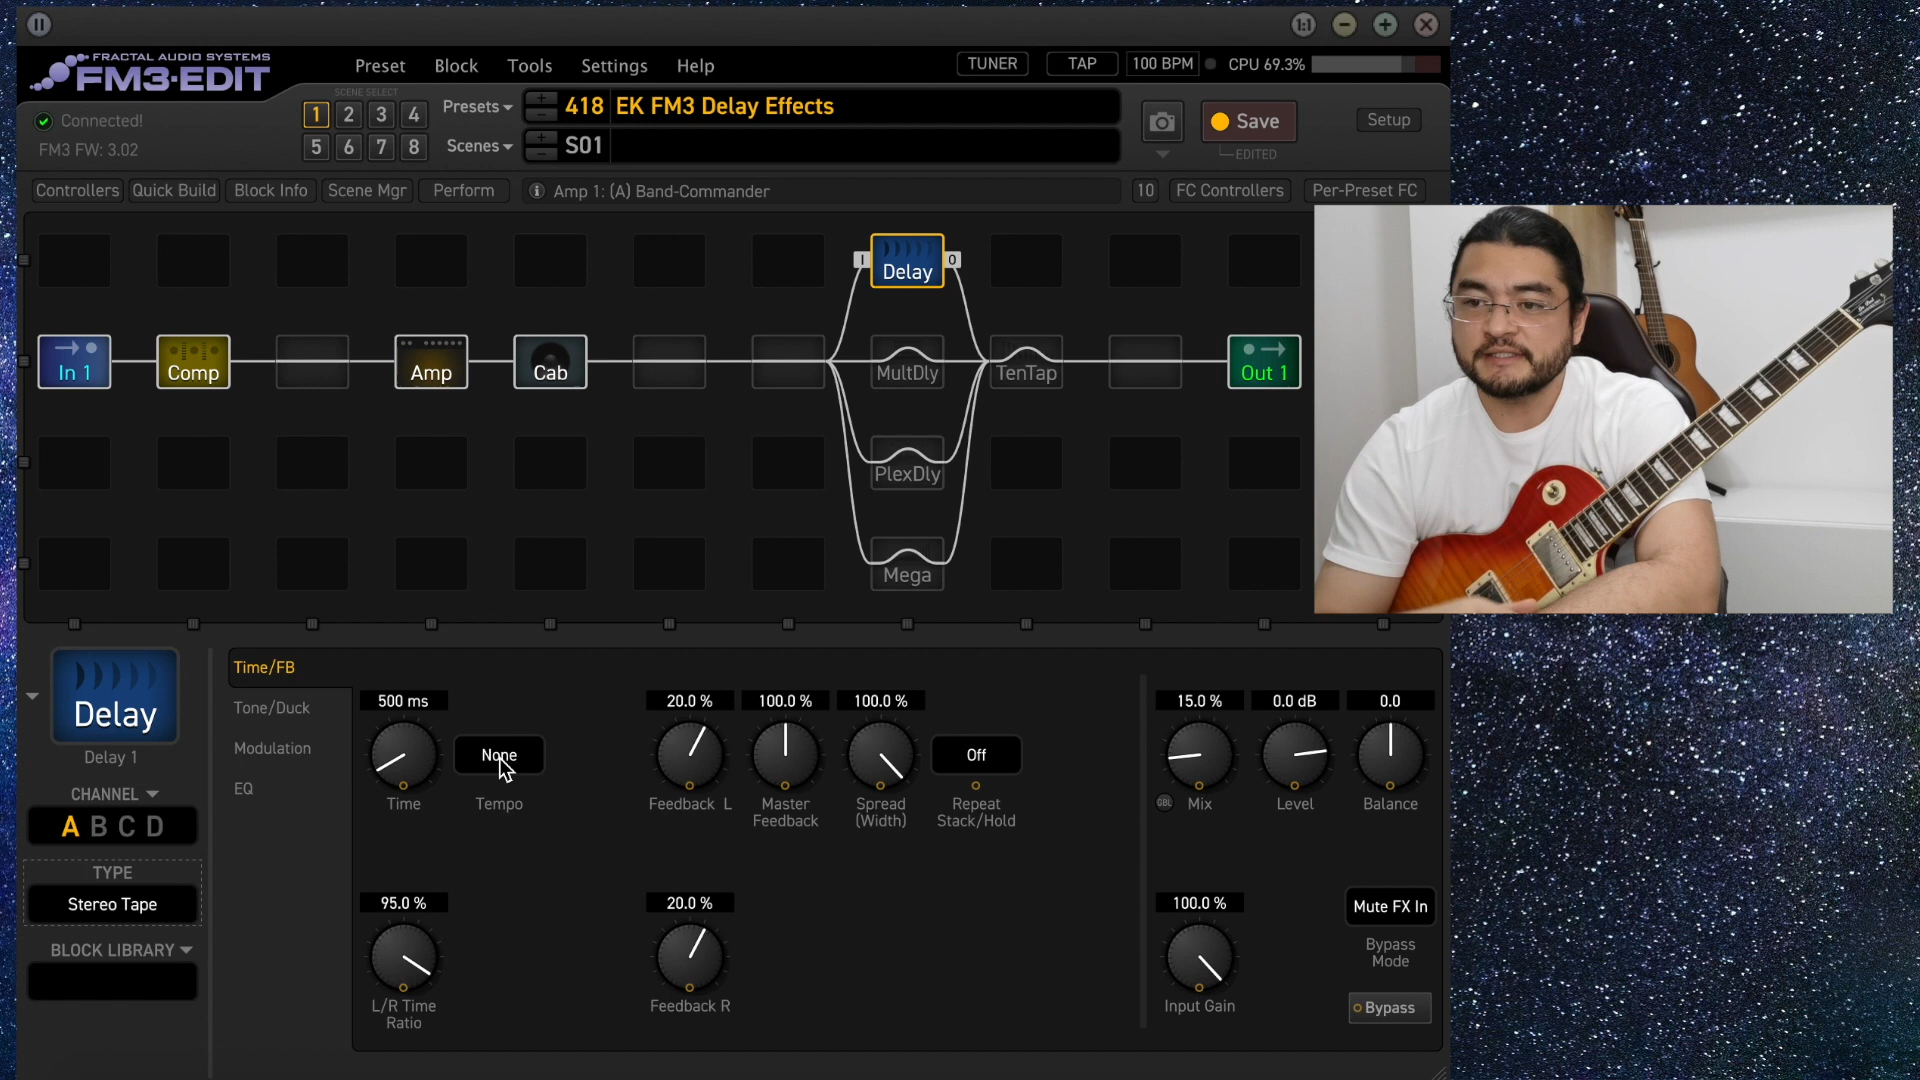 1:1
FRACTAL AUDIO SYSTEMS
FM3-EDIT
Preset Block Tools Settings Help
TUNER TAP 100 BPM CPU 69.3%
SCENE SELECT
1 2 3 4
5 6 7 8
Presets 418 EK FM3 Delay Effects
Scenes S01
Save
EDITED
Setup
Connected!
FM3 FW: 3.02
Controllers Quick Build Block Info Scene Mgr Perform Amp 1: (A) Band-Commander 10 FC Controllers Per-Preset FC
I Delay O
In 1 Comp Amp Cab MultDly TenTap Out 1
PlexDly
Mega
Delay
Delay 1
CHANNEL
A B C D
TYPE
Stereo Tape
BLOCK LIBRARY
Time/FB
Tone/Duck
Modulation
EQ
500 ms 20.0 % 100.0 % 100.0 % 15.0 % 0.0 dB 0.0
None Off
Time Tempo Feedback L Master Feedback Spread (Width) Repeat Stack/Hold GBL Mix Level Balance
95.0 % 20.0 % 100.0 % Mute FX In
Bypass Mode
L/R Time Ratio Feedback R Input Gain Bypass